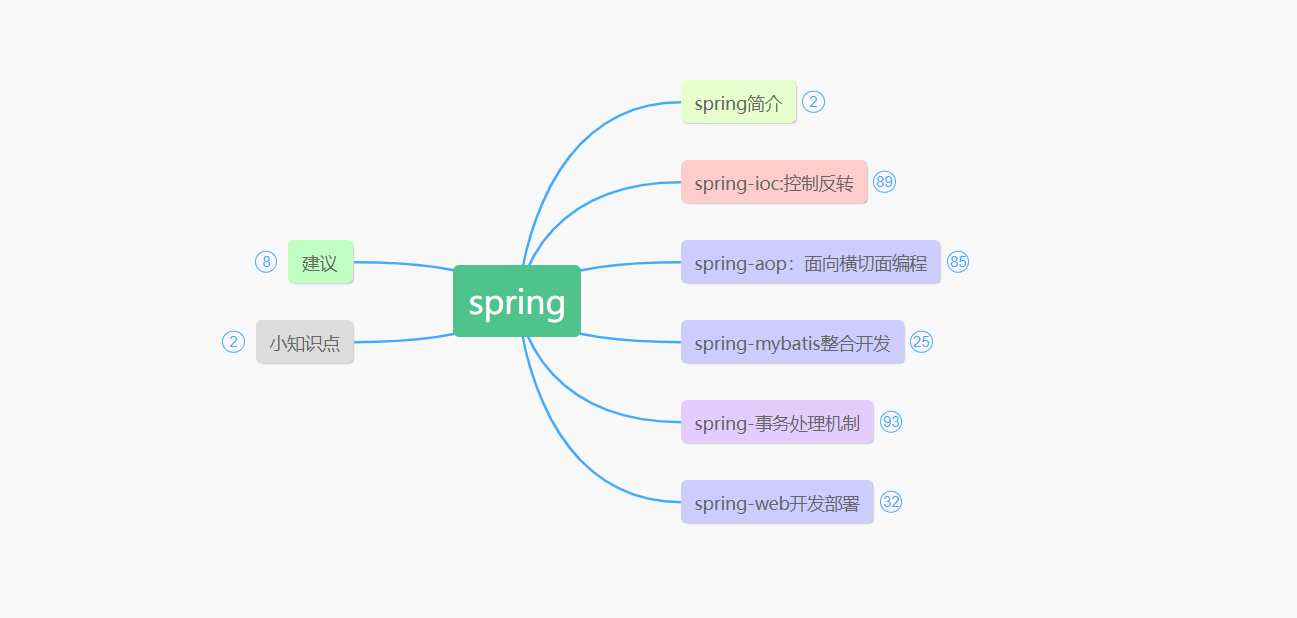 spring
spring简介 2
spring-ioc:控制反转 89
spring-aop：面向横切面编程 85
spring-mybatis整合开发 25
spring-事务处理机制 93
spring-web开发部署 32
8 建议
2 小知识点